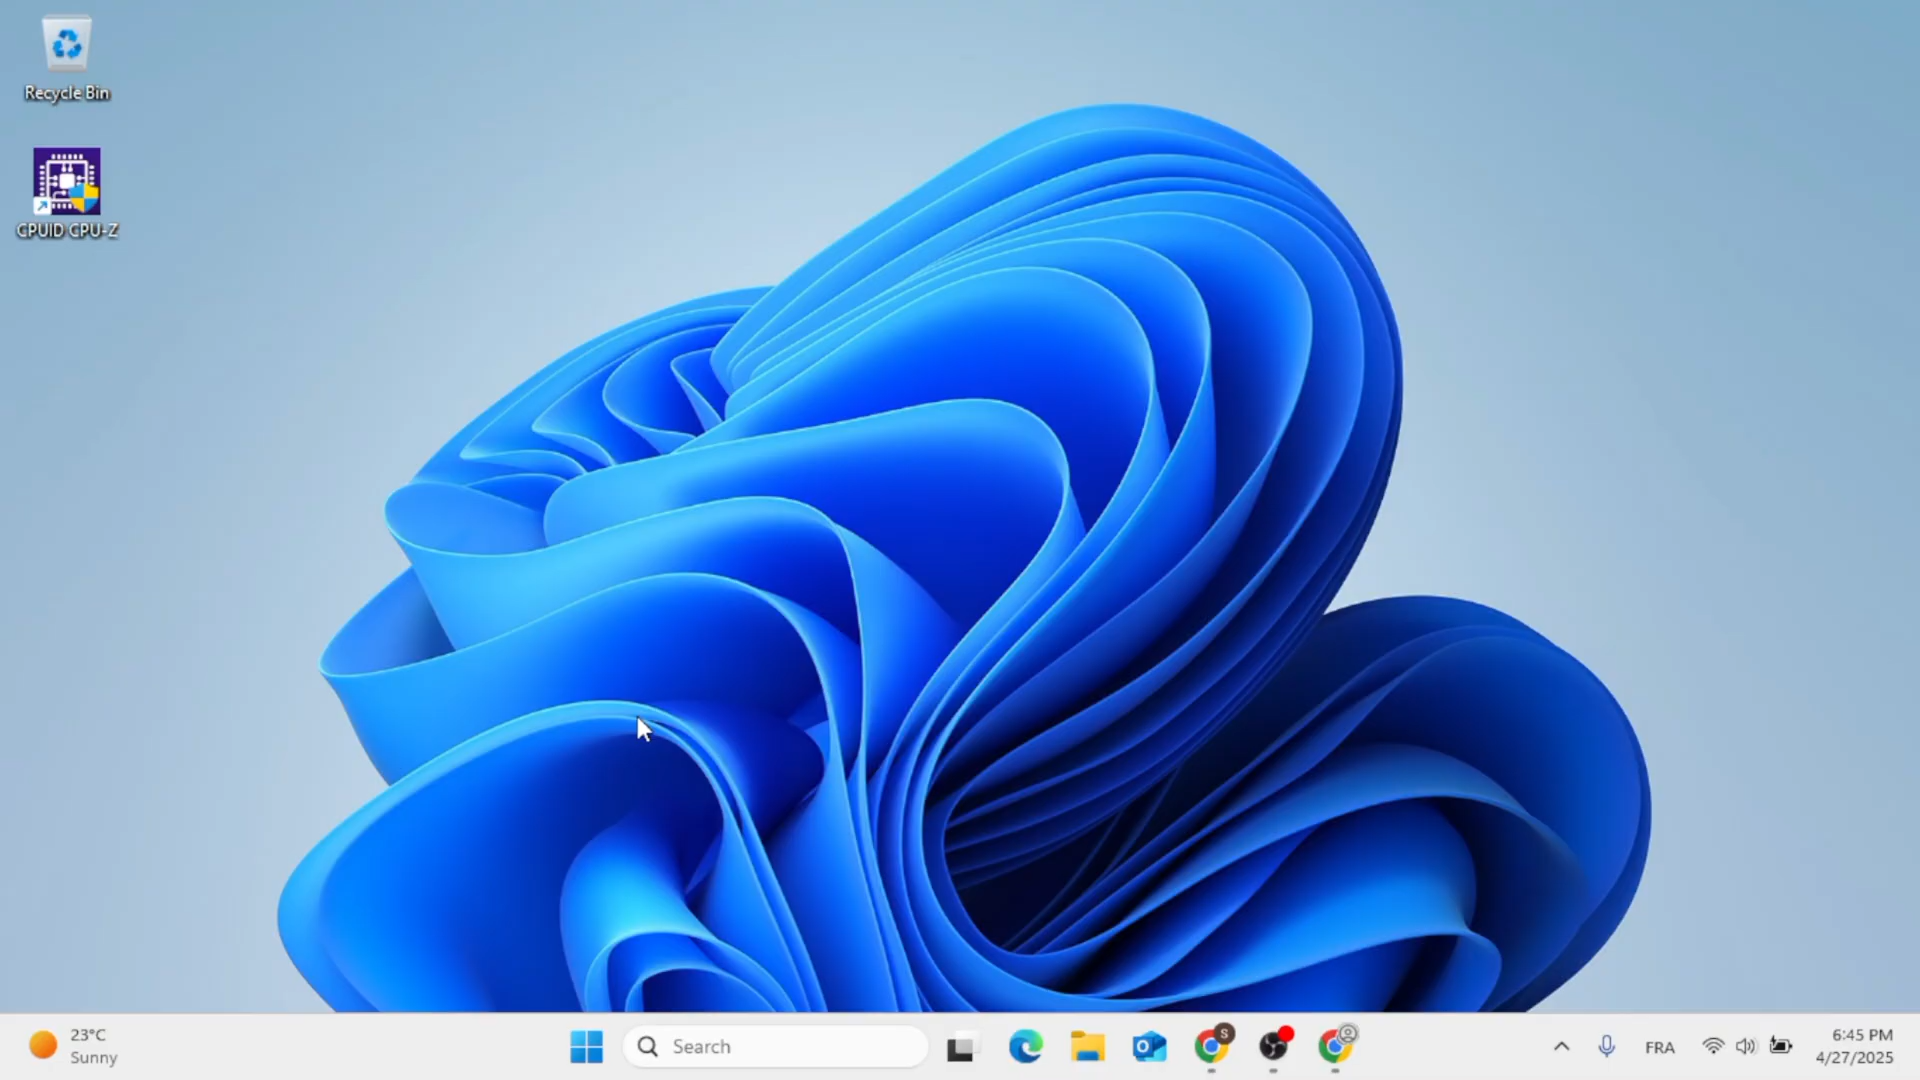 Recycle Bin
CPUID CPU-Z
23°C
Sunny
Search
S
FRA
6:45 PM
4/27/2025